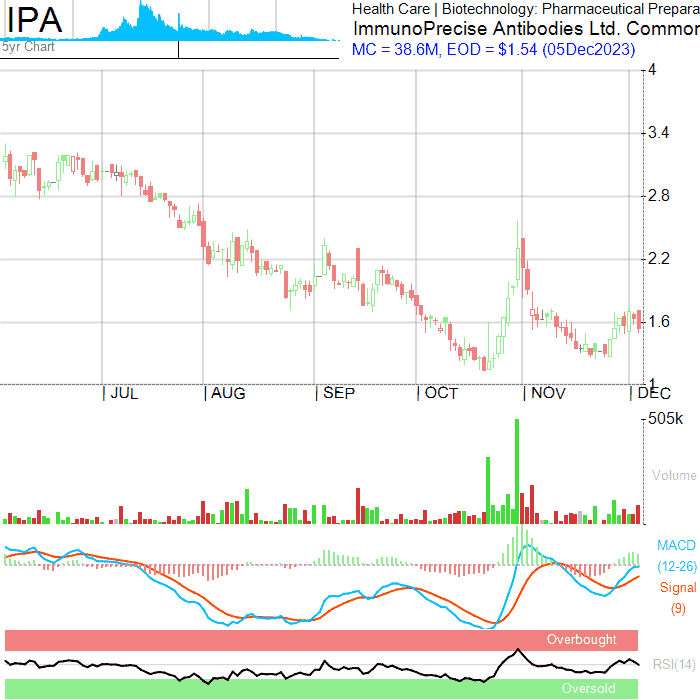 IPA
5yr Chart
Health Care | Biotechnology: Pharmaceutical Prepara
ImmunoPrecise Antibodies Ltd. Common
MC = 38.6M, EOD = $1.54 (05Dec2023)
4
3.4
2.8
2.2
1.6
1
JUL AUG SEP OCT NOV DEC
505k
Volume
MACD
(12-26)
Signal
(9)
Overbought
RSI(14)
Oversold